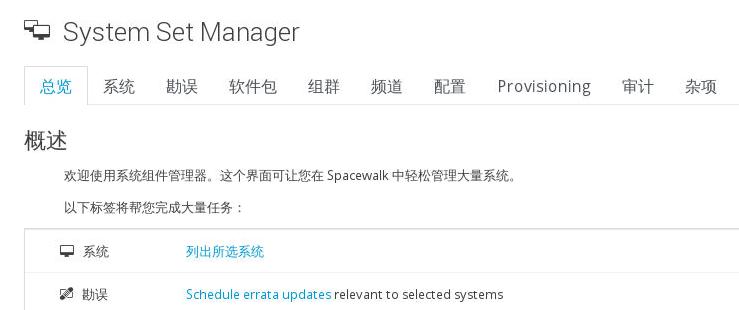 System Set Manager
总览 系统 勘误 软件包 组群 频道 配置 Provisioning 审计 杂项
概述
欢迎使用系统组件管理器。这个界面可让您在 Spacewalk 中轻松管理大量系统。
以下标签将帮您完成大量任务：
系统 列出所选系统
勘误 Schedule errata updates relevant to selected systems